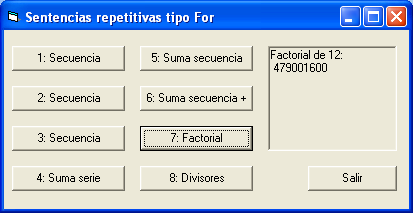 Sentencias repetitivas tipo For
1: Secuencia
5: Suma secuencia
Factorial de 12:
479001600
2: Secuencia
6: Suma secuencia +
3: Secuencia
7: Factorial
4: Suma serie
8: Divisores
Salir